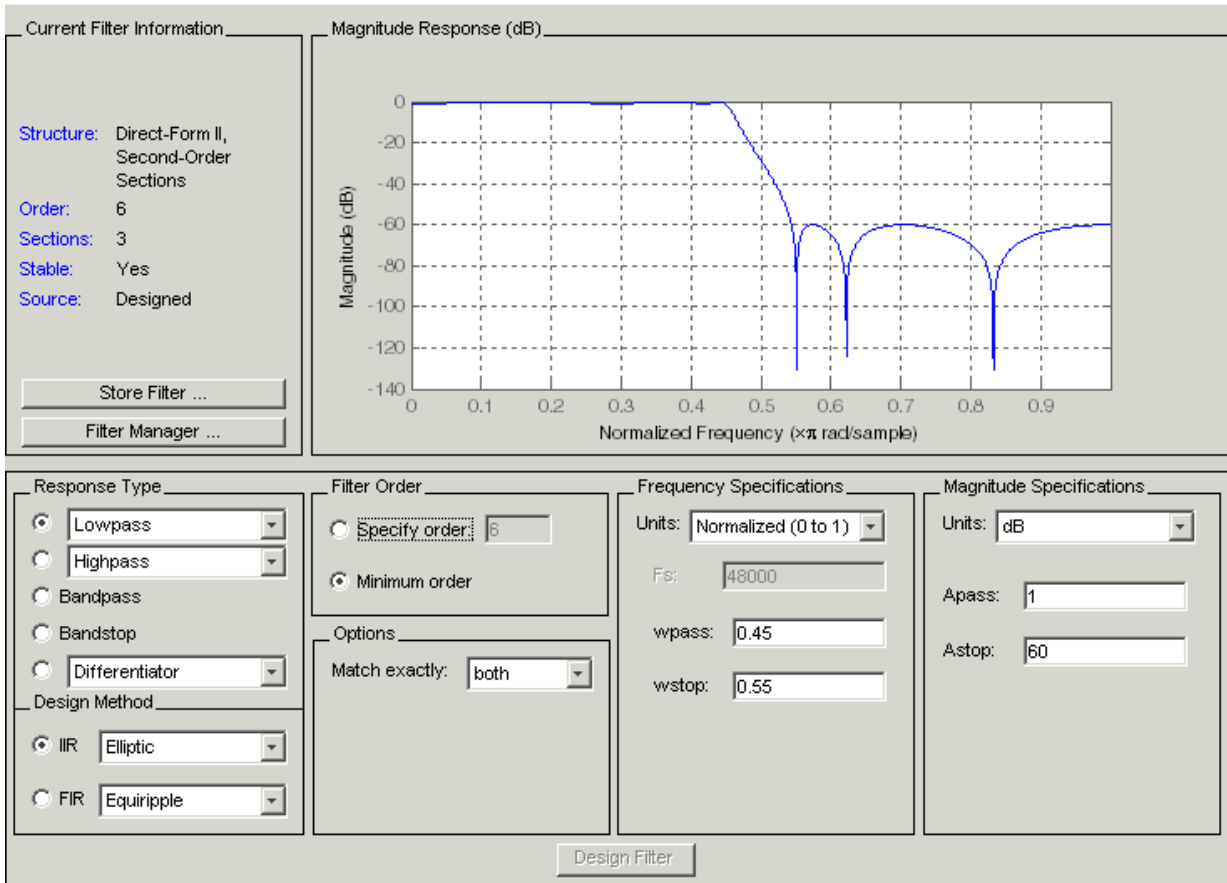 Current Filter Information
Structure: Direct-Form II,
Second-Order
Sections
Order: 6
Sections: 3
Stable: Yes
Source: Designed
Store Filter ...
Filter Manager ...
Magnitude Response (dB)
Magnitude (dB)
0
-20
-40
-60
-80
-100
-120
-140
0 0.1 0.2 0.3 0.4 0.5 0.6 0.7 0.8 0.9
Normalized Frequency (×π rad/sample)
Response Type
Lowpass
Highpass
Bandpass
Bandstop
Differentiator
Design Method
IIR Elliptic
FIR Equiripple
Filter Order
Specify order: 6
Minimum order
Options
Match exactly: both
Frequency Specifications
Units: Normalized (0 to 1)
Fs: 48000
wpass: 0.45
wstop: 0.55
Magnitude Specifications
Units: dB
Apass: 1
Astop: 60
Design Filter